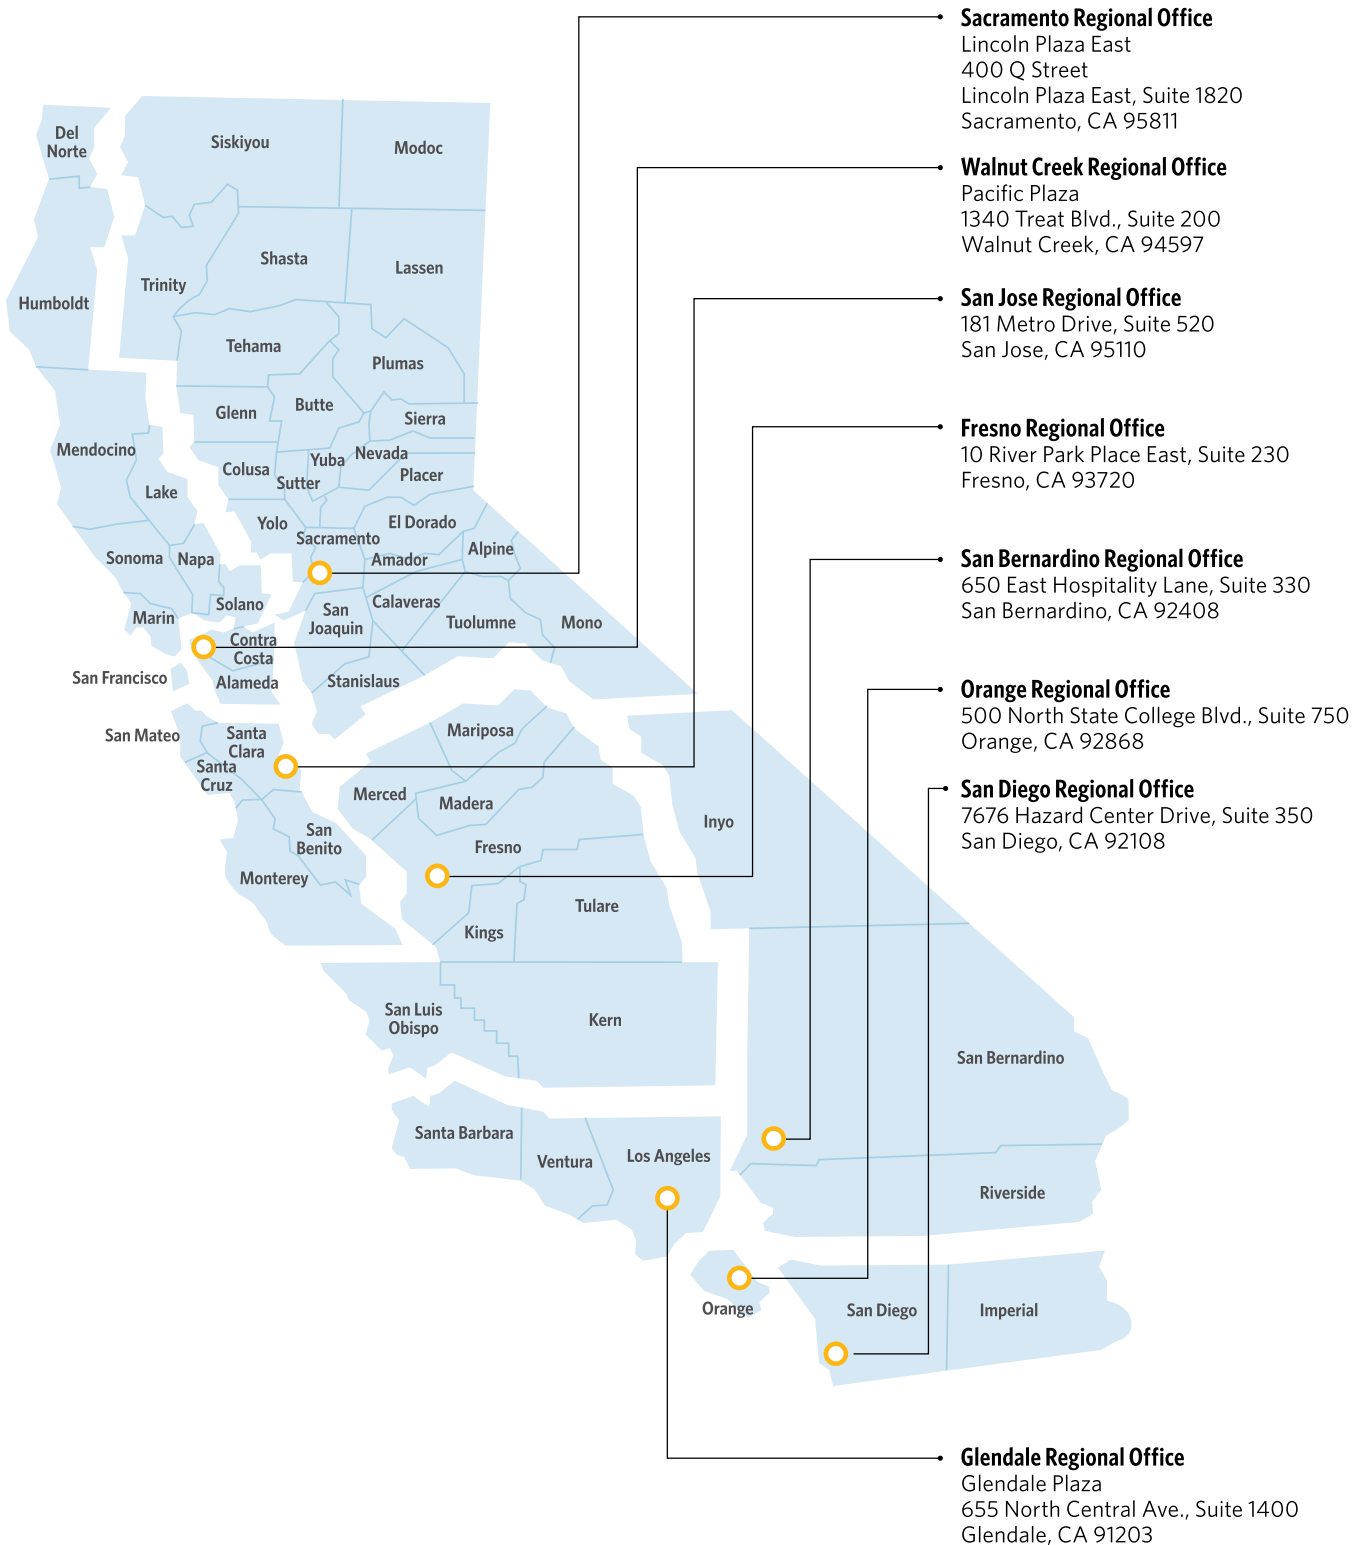 Sacramento Regional Office
Lincoln Plaza East
400 Q Street
Lincoln Plaza East, Suite 1820
Sacramento, CA 95811
Walnut Creek Regional Office
Pacific Plaza
1340 Treat Blvd., Suite 200
Walnut Creek, CA 94597
San Jose Regional Office
181 Metro Drive, Suite 520
San Jose, CA 95110
Fresno Regional Office
10 River Park Place East, Suite 230
Fresno, CA 93720
San Bernardino Regional Office
650 East Hospitality Lane, Suite 330
San Bernardino, CA 92408
Orange Regional Office
500 North State College Blvd., Suite 750
Orange, CA 92868
San Diego Regional Office
7676 Hazard Center Drive, Suite 350
San Diego, CA 92108
Glendale Regional Office
Glendale Plaza
655 North Central Ave., Suite 1400
Glendale, CA 91203
Del
Norte
Siskiyou
Modoc
Humboldt
Trinity
Shasta
Lassen
Tehama
Plumas
Glenn
Butte
Sierra
Mendocino
Colusa
Sutter
Yuba
Nevada
Placer
Lake
Yolo
El Dorado
Sacramento
Amador
Alpine
Sonoma
Napa
Solano
Marin
San
Joaquin
Calaveras
Tuolumne
Mono
Contra
Costa
San Francisco
Alameda
Stanislaus
San Mateo
Santa
Clara
Santa
Cruz
Mariposa
Merced
Madera
Inyo
San
Benito
Fresno
Monterey
Tulare
Kings
San Luis
Obispo
Kern
San Bernardino
Santa Barbara
Ventura
Los Angeles
Riverside
Orange
San Diego
Imperial